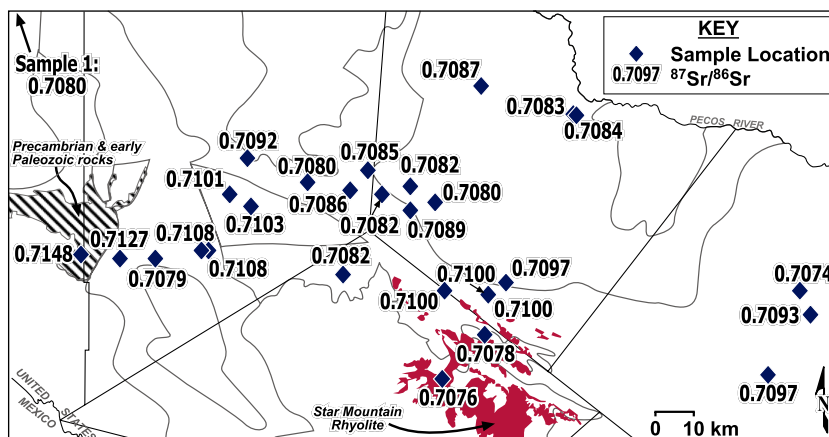 Sample 1:
0.7080
KEY
Sample Location
0.7097 87Sr/86Sr
0.7087
0.7083
0.7084
PECOS RIVER
Precambrian & early
Paleozoic rocks
0.7092
0.7085
0.7080
0.7082
0.7101
0.7086
0.7080
0.7103
0.7082
0.7089
0.7108
0.7127
0.7148
0.7079
0.7108
0.7082
0.7100
0.7097
0.7100
0.7100
0.7074
0.7093
0.7078
0.7097
0.7076
UNITED STATES
MEXICO
Star Mountain
Rhyolite
0 10 km
N